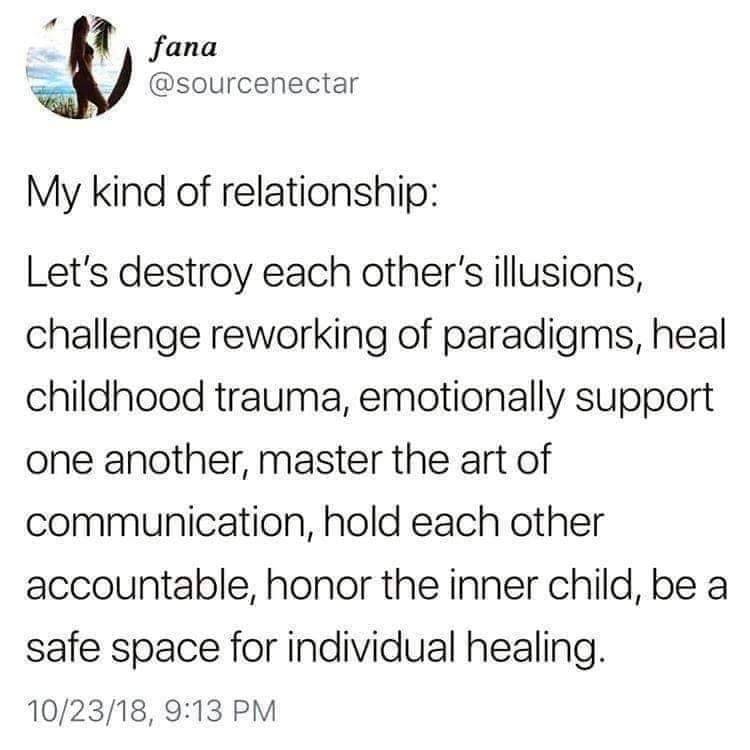 fana
@sourcenectar
My kind of relationship:
Let's destroy each other's illusions,
challenge reworking of paradigms, heal
childhood trauma, emotionally support
one another, master the art of
communication, hold each other
accountable, honor the inner child, be a
safe space for individual healing.
10/23/18, 9:13 PM